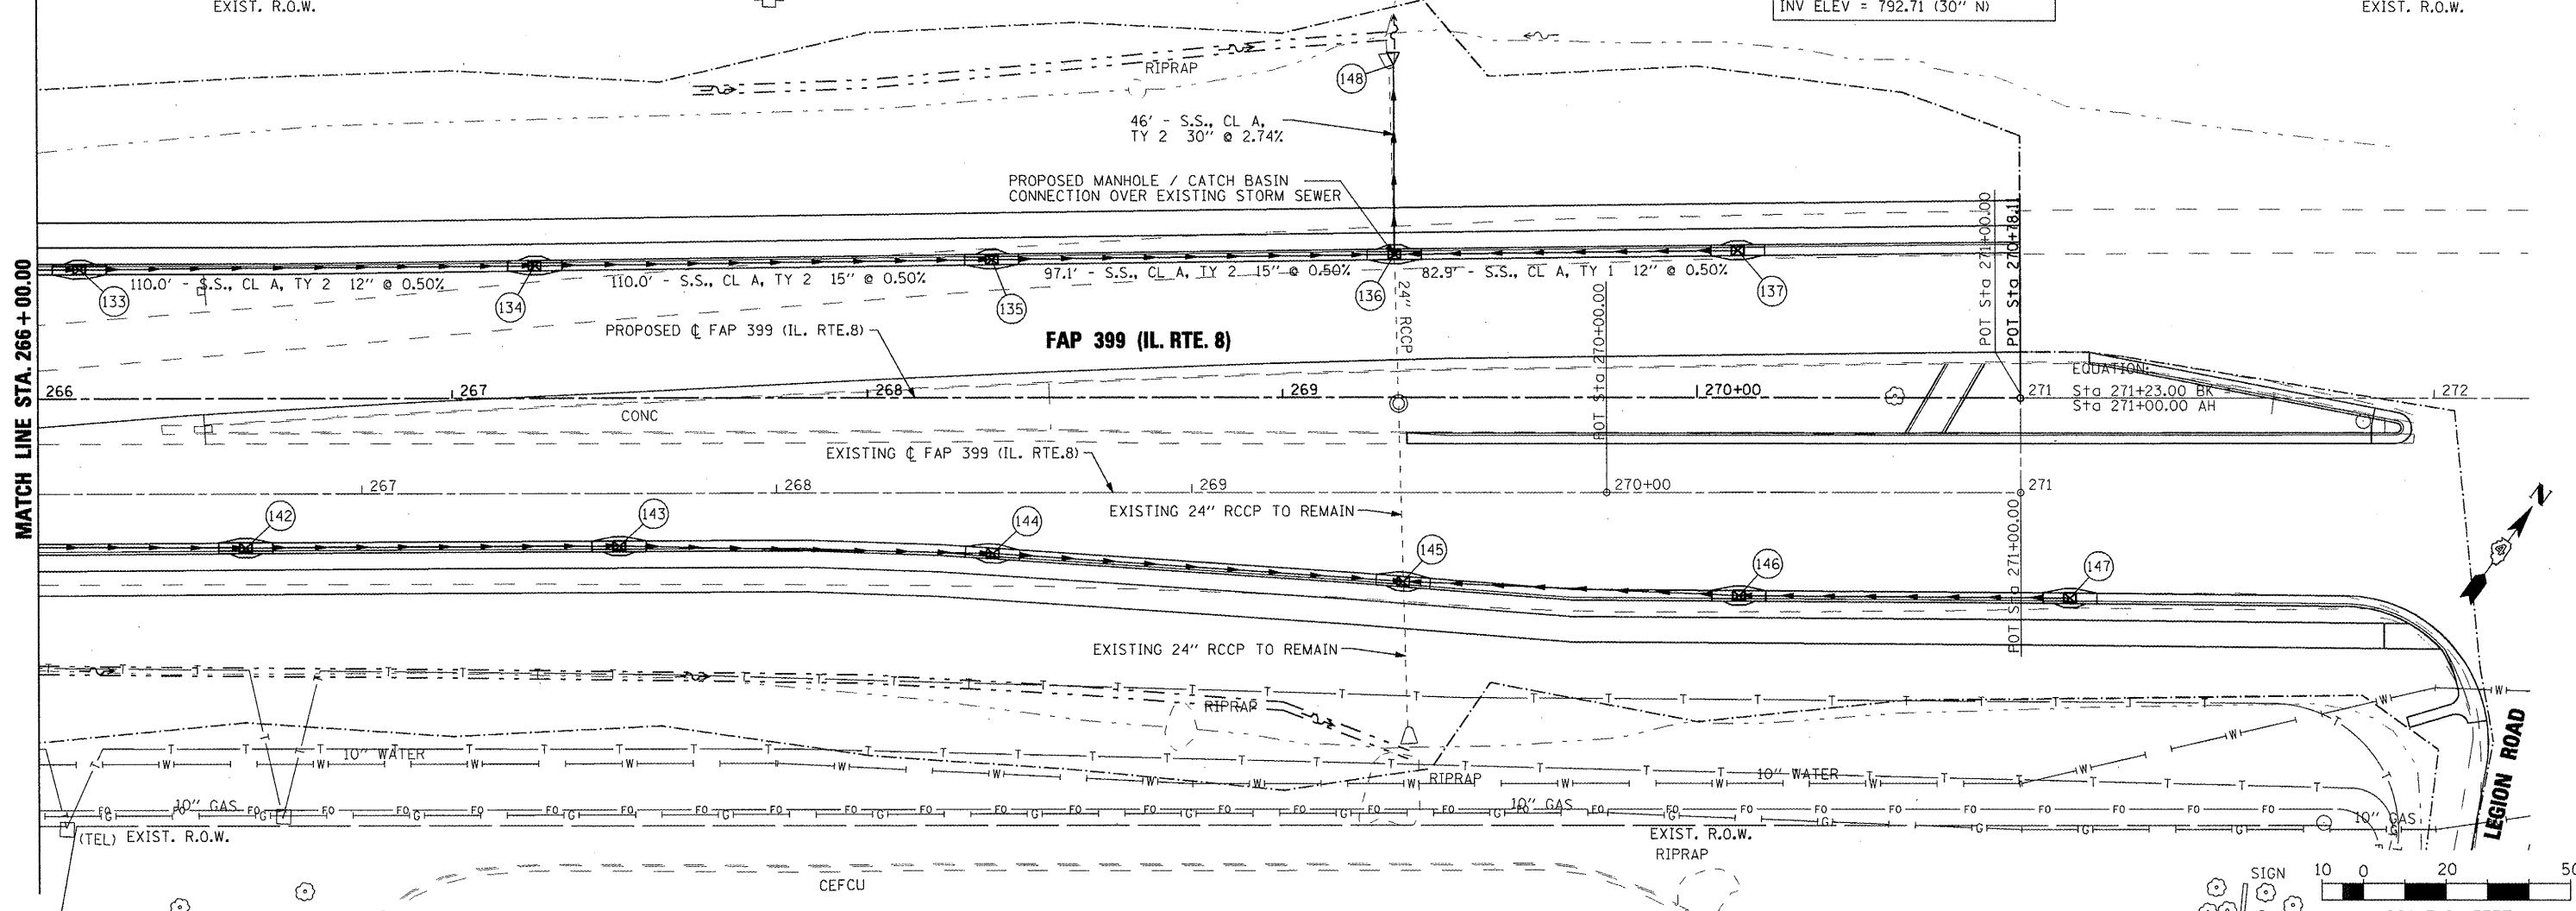 EXIST. R.O.W.
INV ELEV = 792.71 (30" N)
EXIST. R.O.W.
RIPRAP
148
46' - S.S., CL A,
TY 2 30" @ 2.74%
PROPOSED MANHOLE / CATCH BASIN
CONNECTION OVER EXISTING STORM SEWER
POT Sta 271+00.00
POT Sta 270+78.11
110.0' - S.S., CL A, TY 2 12" @ 0.50%
110.0' - S.S., CL A, TY 2 15" @ 0.50%
97.1' - S.S., CL A, TY 2 15" @ 0.50%
82.9' - S.S., CL A, TY 1 12" @ 0.50%
133
134
135
136
137
24" RCCP
POT Sta 270+00.00
MATCH LINE STA. 266+00.00
PROPOSED ℄ FAP 399 (IL. RTE.8)
FAP 399 (IL. RTE. 8)
266
267
268
269
270+00
271
272
EQUATION:
Sta 271+23.00 BK =
Sta 271+00.00 AH
CONC
EXISTING ℄ FAP 399 (IL. RTE.8)
267
268
269
270+00
271
EXISTING 24" RCCP TO REMAIN
N
142
143
144
145
146
147
POT Sta 271+00.00
EXISTING 24" RCCP TO REMAIN
RIPRAP
10" WATER
RIPRAP
10" WATER
LEGION ROAD
10" GAS
10" GAS
10" GAS
(TEL) EXIST. R.O.W.
EXIST. R.O.W.
RIPRAP
CEFCU
SIGN
10 0 20 50